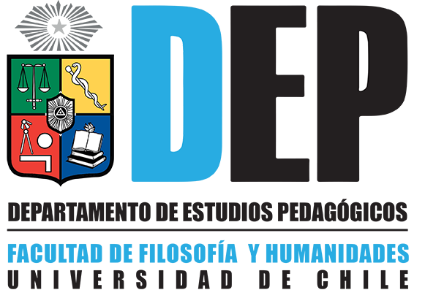 DEP
DEPARTAMENTO DE ESTUDIOS PEDAGÓGICOS
FACULTAD DE FILOSOFÍA Y HUMANIDADES
UNIVERSIDAD DE CHILE